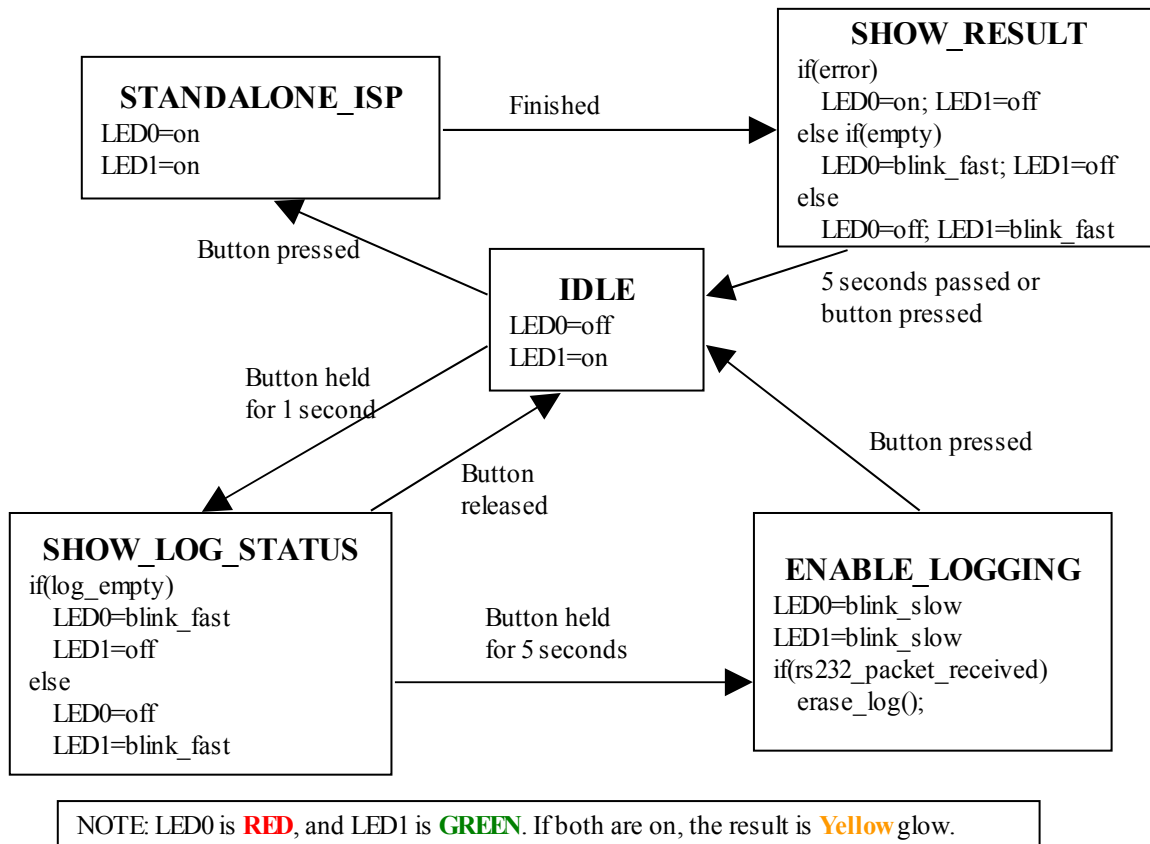 SHOW_RESULT
if(error)
LED0=on; LED1=off
else if(empty)
LED0=blink_fast; LED1=off
else
LED0=off; LED1=blink_fast
STANDALONE_ISP
LED0=on
LED1=on
Finished
Button pressed
5 seconds passed or
button pressed
IDLE
LED0=off
LED1=on
Button held
for 1 second
Button
released
Button pressed
SHOW_LOG_STATUS
if(log_empty)
LED0=blink_fast
LED1=off
else
LED0=off
LED1=blink_fast
Button held
for 5 seconds
ENABLE_LOGGING
LED0=blink_slow
LED1=blink_slow
if(rs232_packet_received)
erase_log();
NOTE: LED0 is RED, and LED1 is GREEN. If both are on, the result is Yellow glow.